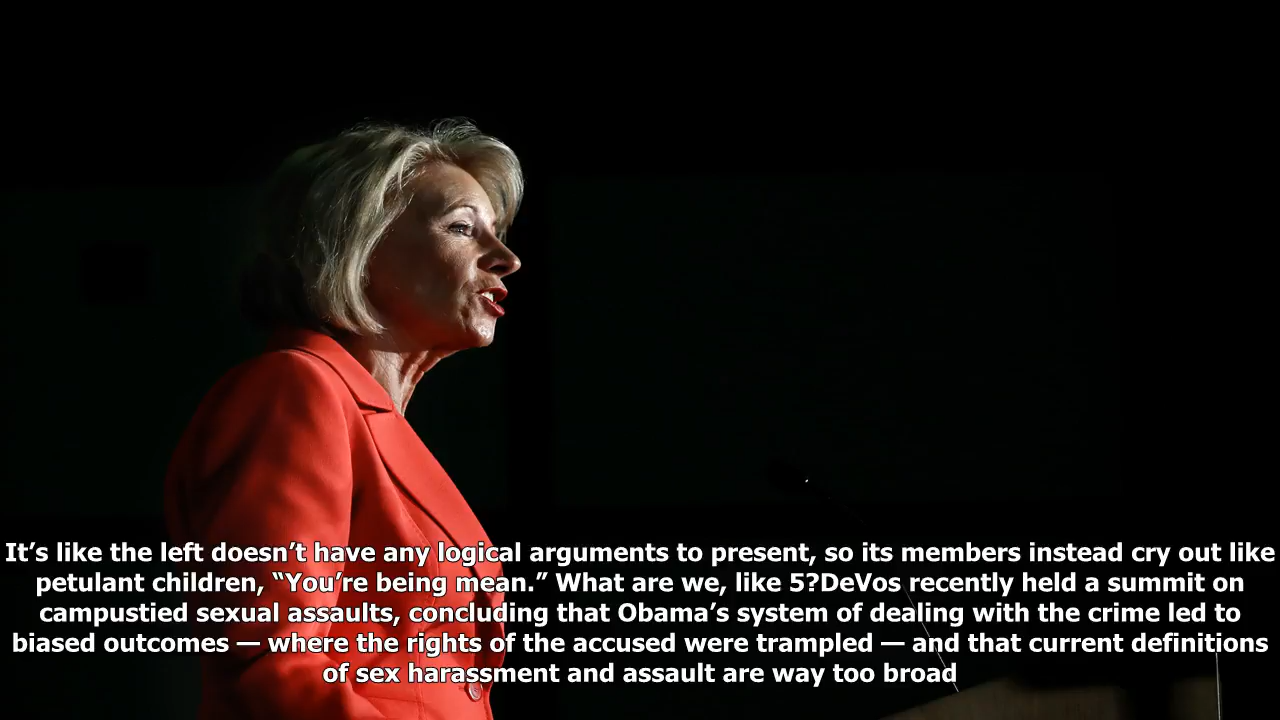 It’s like the left doesn’t have any logical arguments to present, so its members instead cry out like
petulant children, “You’re being mean.” What are we, like 5?DeVos recently held a summit on
campustied sexual assaults, concluding that Obama’s system of dealing with the crime led to
biased outcomes — where the rights of the accused were trampled — and that current definitions
of sex harassment and assault are way too broad